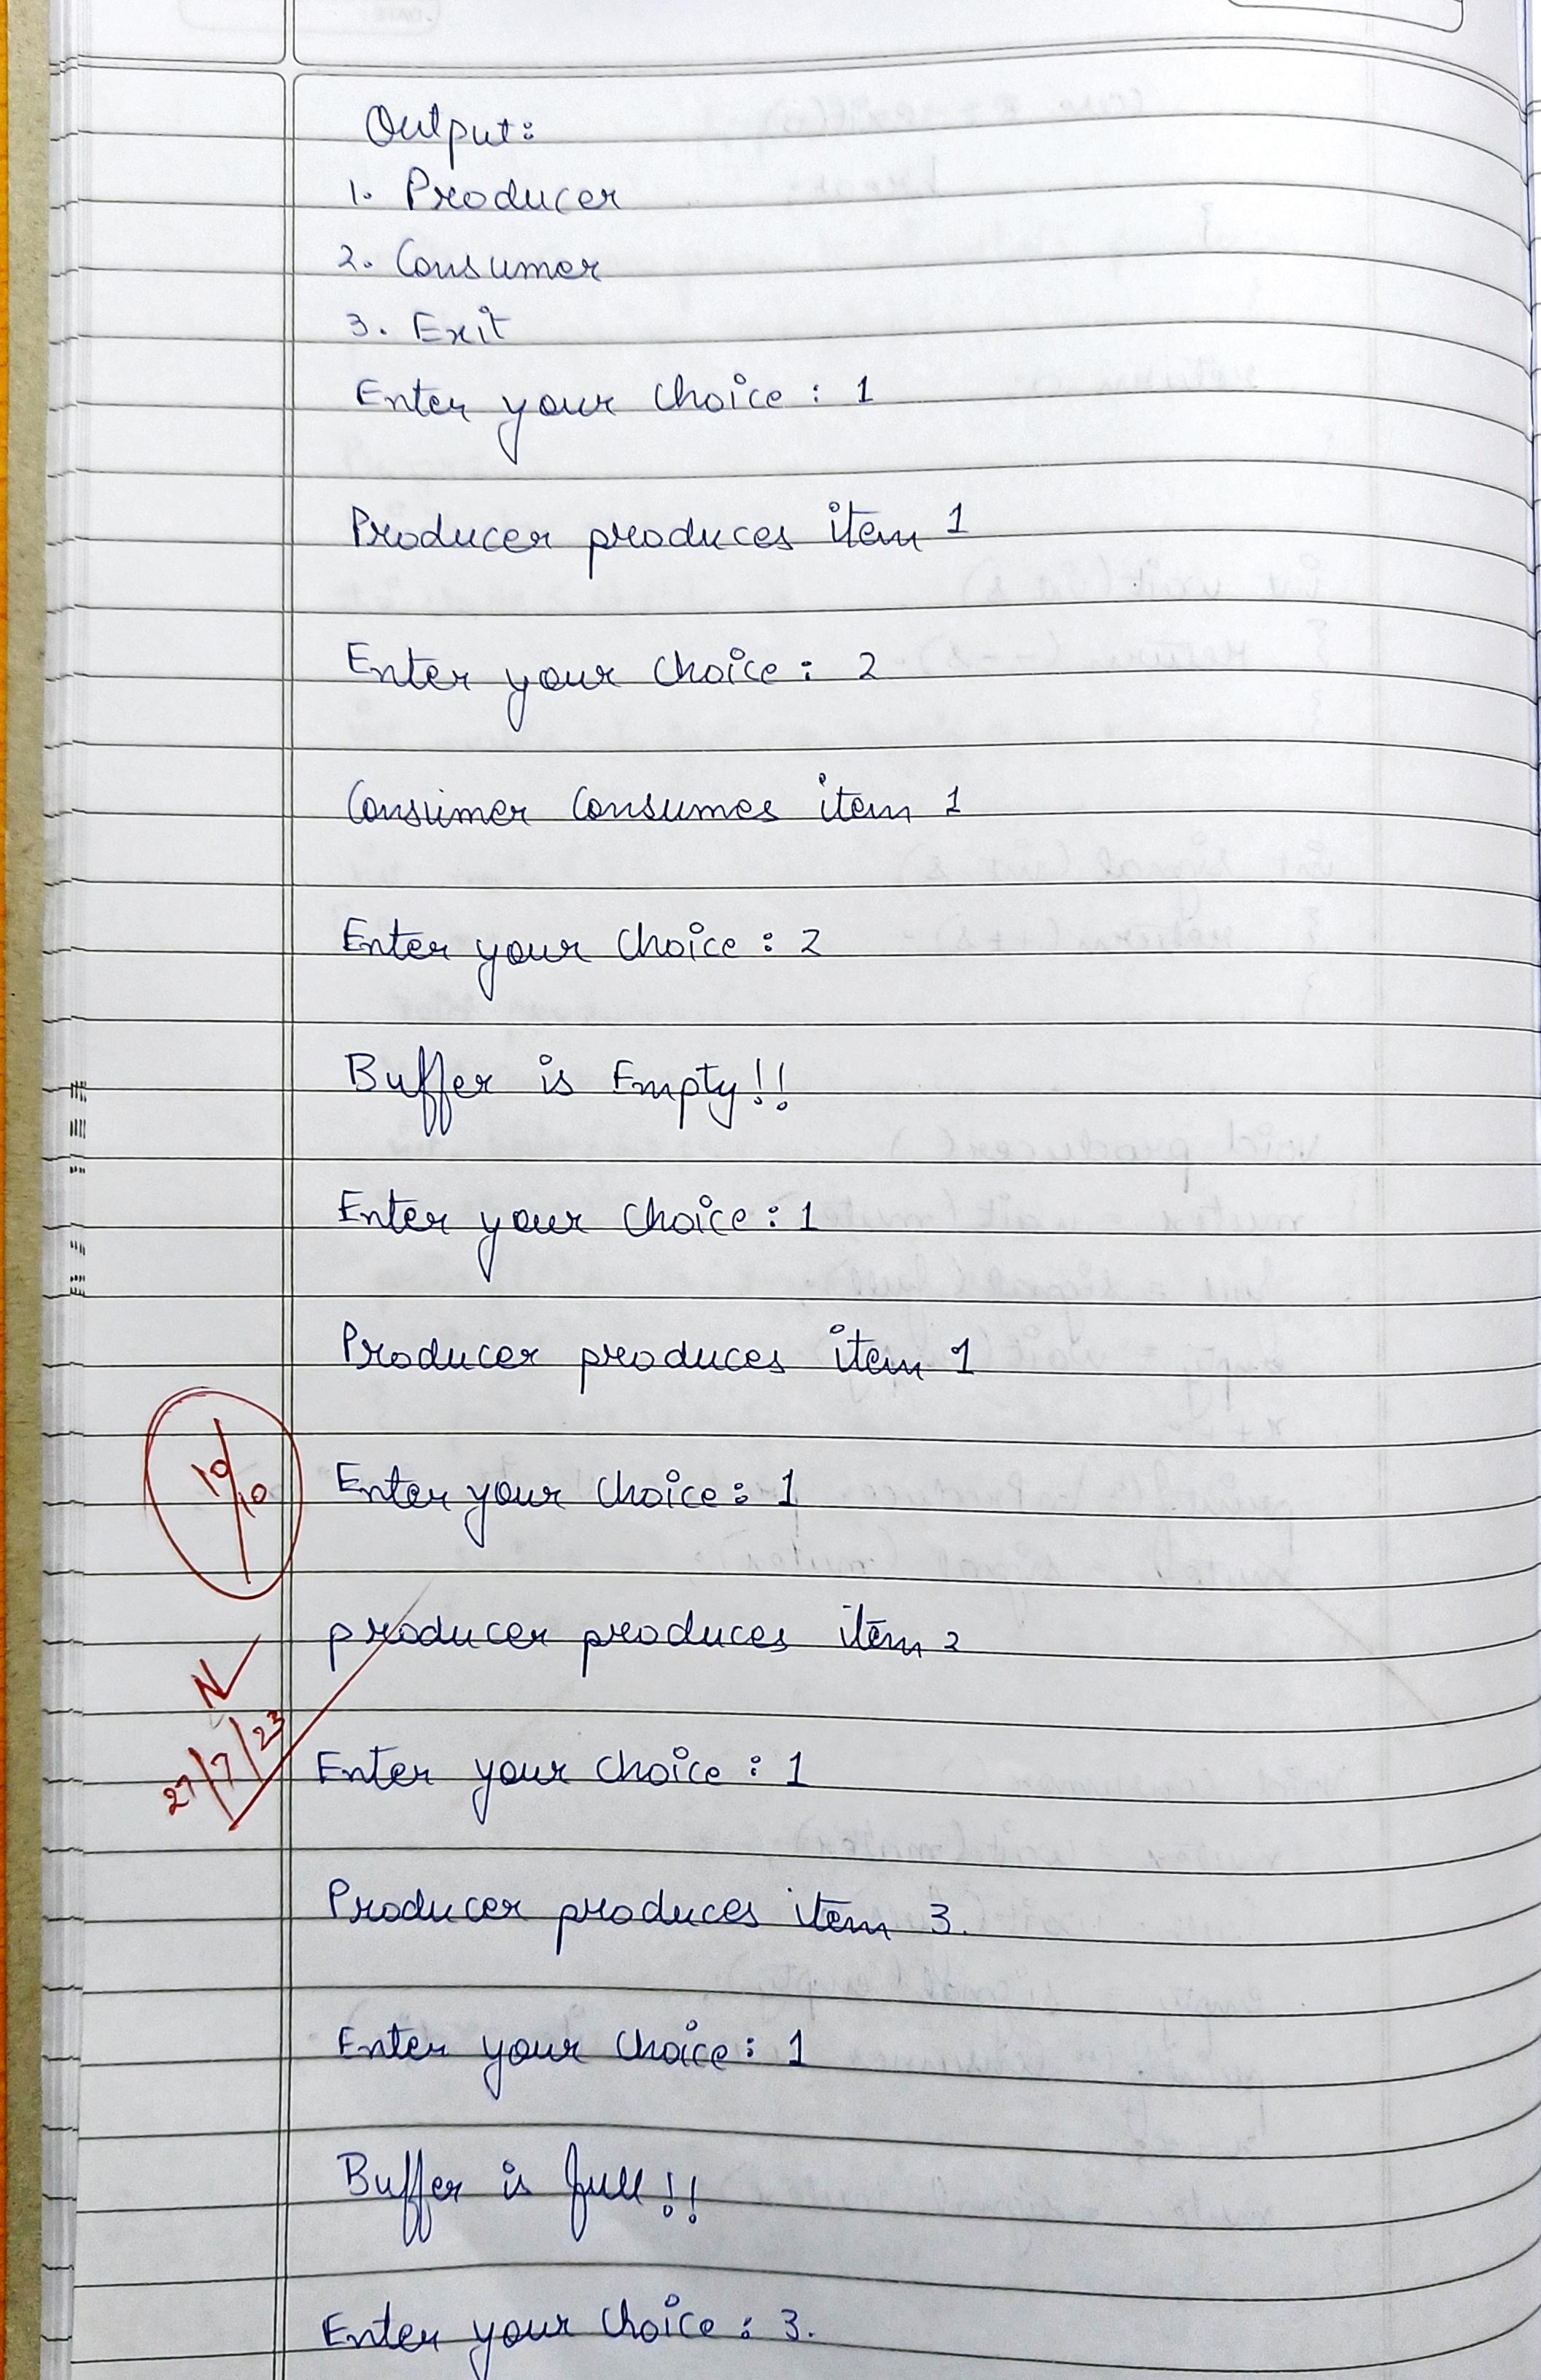 Output:
1. Producer
2. Consumer
3. Exit
Enter your choice : 1
Producer produces item 1
Enter your choice : 2
Consumer consumes item 1
Enter your choice : 2
Buffer is Empty!!
Enter your choice : 1
Producer produces item 1
10/10
Enter your choice : 1
producer produces item 2
N
27/7/23
Enter your choice : 1
Producer produces item 3.
Enter your choice : 1
Buffer is full!!
Enter your choice : 3.